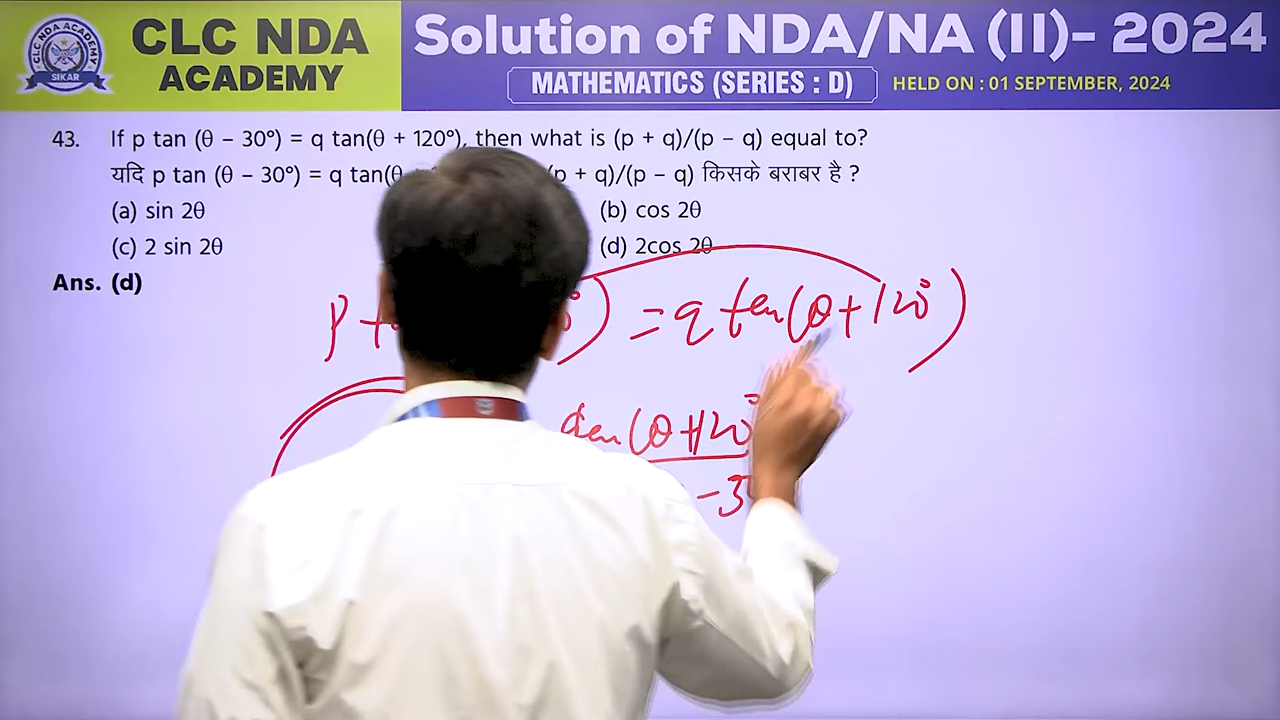 CLC NDA ACADEMY
SIKAR
CLC NDA
ACADEMY
Solution of NDA/NA (II)- 2024
MATHEMATICS (SERIES : D)
HELD ON : 01 SEPTEMBER, 2024
43. If p tan (θ – 30°) = q tan(θ + 120°), then what is (p + q)/(p – q) equal to?
यदि p tan (θ – 30°) = q tan(θ + q)/(p – q) किसके बराबर है ?
(a) sin 2θ (b) cos 2θ
(c) 2 sin 2θ (d) 2cos 2θ
Ans. (d)
p ) = q tan(θ+120°)
tan(θ+120°